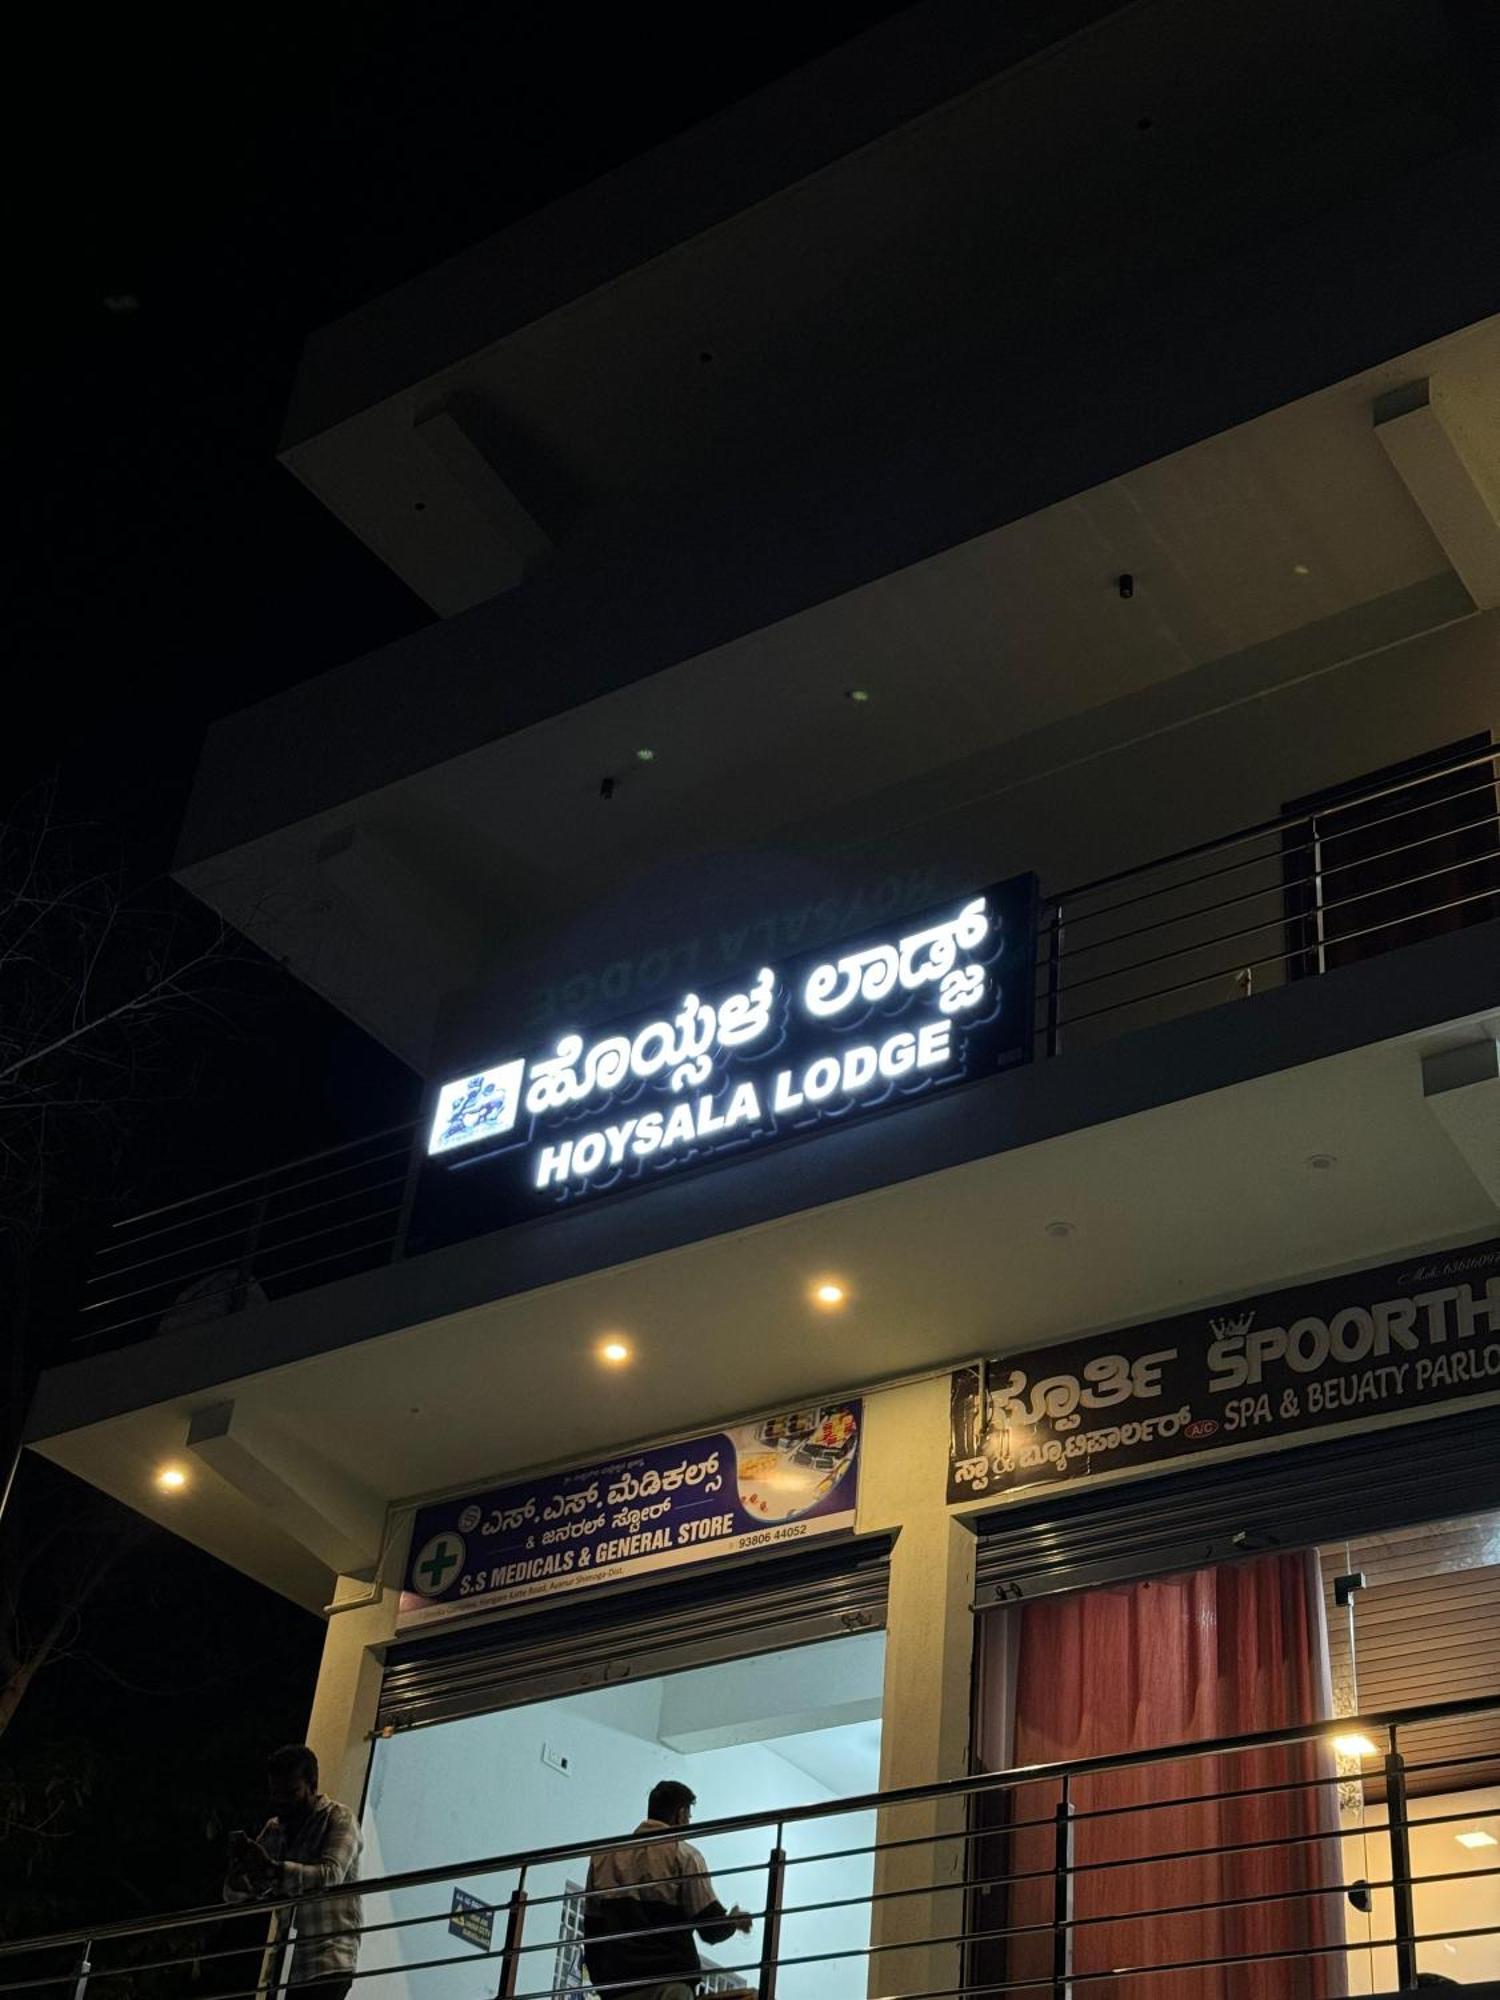 ಹೊಯ್ಸಳ ಲಾಡ್ಜ್
HOYSALA LODGE
ಸ್ಪೂರ್ತಿ SPOORTH
ಸ್ಪಾ & ಬ್ಯೂಟಿಪಾರ್ಲರ್ A/C SPA & BEUATY PARLO
ಎಸ್. ಎಸ್. ಮೆಡಿಕಲ್ಸ್
& ಜನರಲ್ ಸ್ಟೋರ್
S.S MEDICALS & GENERAL STORE
93806 44052